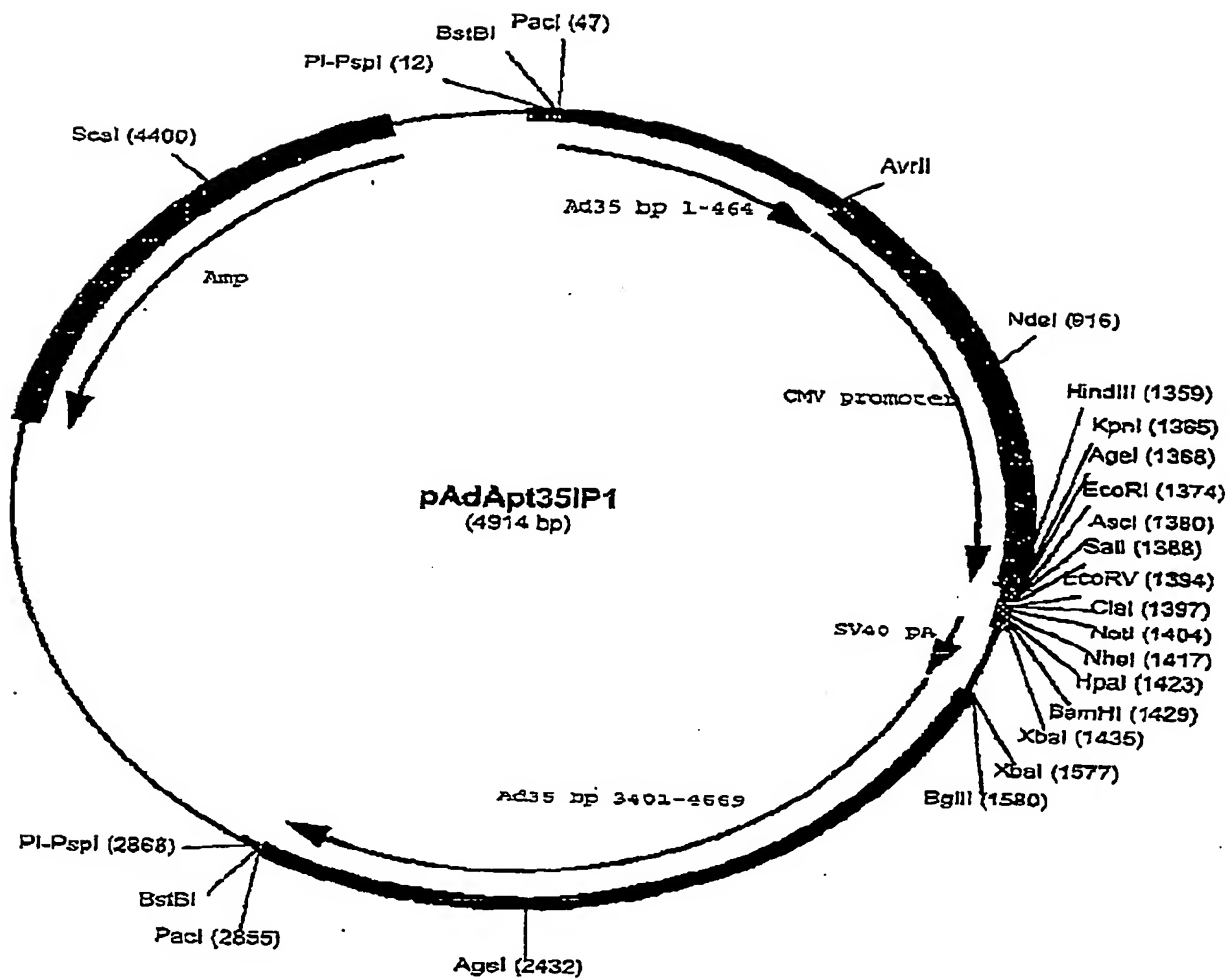 PacI (47)
BstBI
PI-PspI (12)
ScaI (4400)
AvrII
Ad35 bp 1-464
Amp
NdeI (916)
CMV promoter
HindIII (1359)
KpnI (1365)
AgeI (1368)
EcoRI (1374)
AscI (1380)
SalI (1388)
EcoRV (1394)
ClaI (1397)
NotI (1404)
NheI (1417)
HpaI (1423)
BamHI (1429)
XbaI (1435)
XbaI (1577)
BglII (1580)
pAdApt35IP1
(4914 bp)
SV40 pA
Ad35 bp 3401-4669
PI-PspI (2868)
BstBI
PacI (2855)
AgeI (2432)